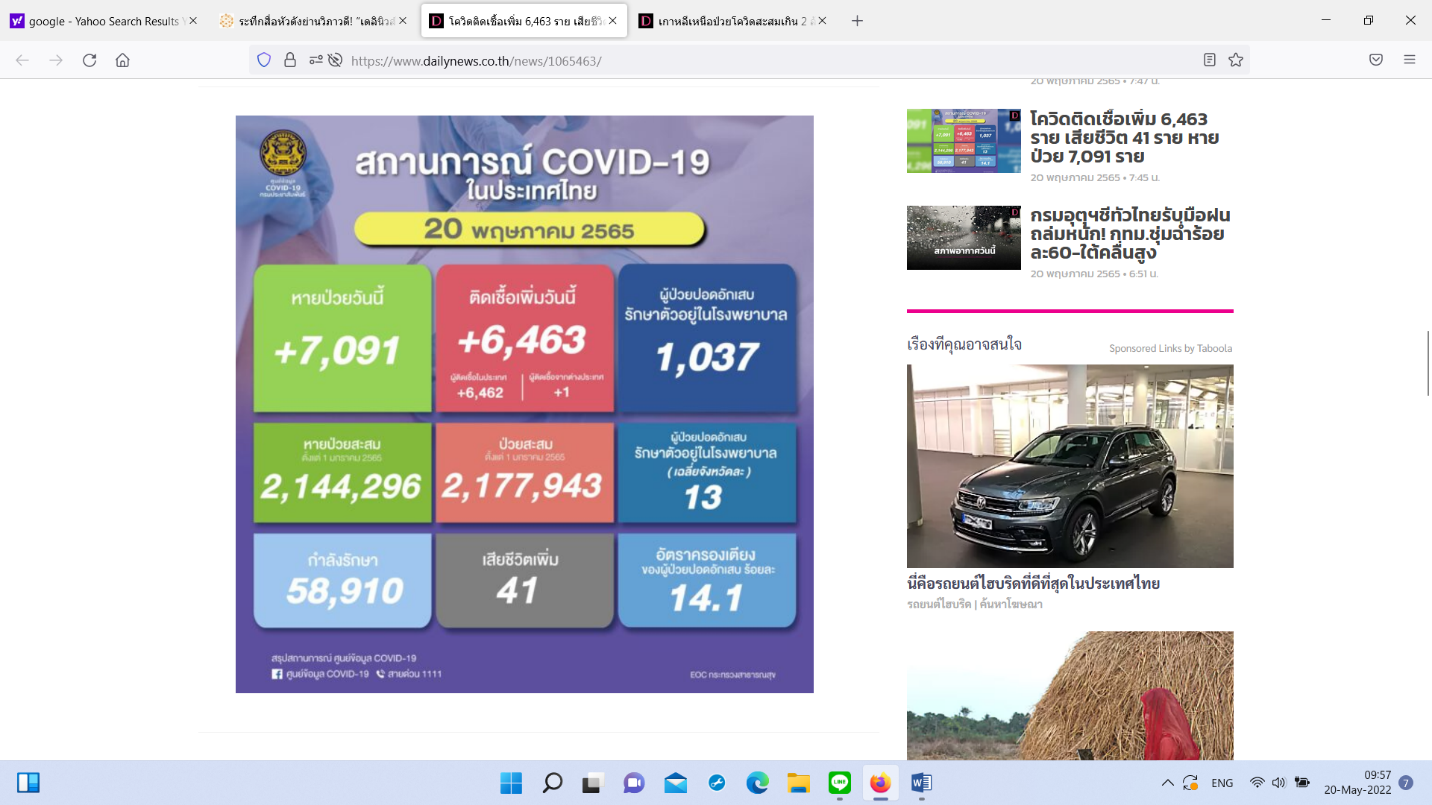 google - Yahoo Search Results
ระทึกสื่อหัวดังย่านวิภาวดี! "เดลินิวส์
โควิดติดเชื้อเพิ่ม 6,463 ราย เสียชีวิต
เกาหลีเหนือป่วยโควิดสะสมเกิน 2
https://www.dailynews.co.th/news/1065463/
20 พฤษภาคม 2565 • 7:47 น.
โควิดติดเชื้อเพิ่ม 6,463
ราย เสียชีวิต 41 ราย หาย
ป่วย 7,091 ราย
20 พฤษภาคม 2565 • 7:45 น.
สภาพอากาศวันนี้
กรมอุตุฯชี้ทั่วไทยรับมือฝน
ถล่มหนัก! กทม.ชุ่มฉ่ำร้อย
ละ60-ใต้คลื่นสูง
20 พฤษภาคม 2565 • 6:51 น.
ศูนย์ข้อมูล
COVID-19
กรมประชาสัมพันธ์
สถานการณ์ COVID-19
ในประเทศไทย
20 พฤษภาคม 2565
หายป่วยวันนี้
+7,091
ติดเชื้อเพิ่มวันนี้
+6,463
ผู้ติดเชื้อในประเทศ
+6,462
ผู้ติดเชื้อจากต่างประเทศ
+1
ผู้ป่วยปอดอักเสบ
รักษาตัวอยู่ในโรงพยาบาล
1,037
หายป่วยสะสม
ตั้งแต่ 1 มกราคม 2565
2,144,296
ป่วยสะสม
ตั้งแต่ 1 มกราคม 2565
2,177,943
ผู้ป่วยปอดอักเสบ
รักษาตัวอยู่ในโรงพยาบาล
(เฉลี่ยจังหวัดละ)
13
กำลังรักษา
58,910
เสียชีวิตเพิ่ม
41
อัตราครองเตียง
ของผู้ป่วยปอดอักเสบ ร้อยละ
14.1
สรุปสถานการณ์ ศูนย์ข้อมูล COVID-19
ศูนย์ข้อมูล COVID-19 สายด่วน 1111
EOC กระทรวงสาธารณสุข
เรื่องที่คุณอาจสนใจ
Sponsored Links by Taboola
นี่คือรถยนต์ไฮบริดที่ดีที่สุดในประเทศไทย
รถยนต์ไฮบริด | ค้นหาโฆษณา
LINE
ENG
09:57
20-May-2022
7